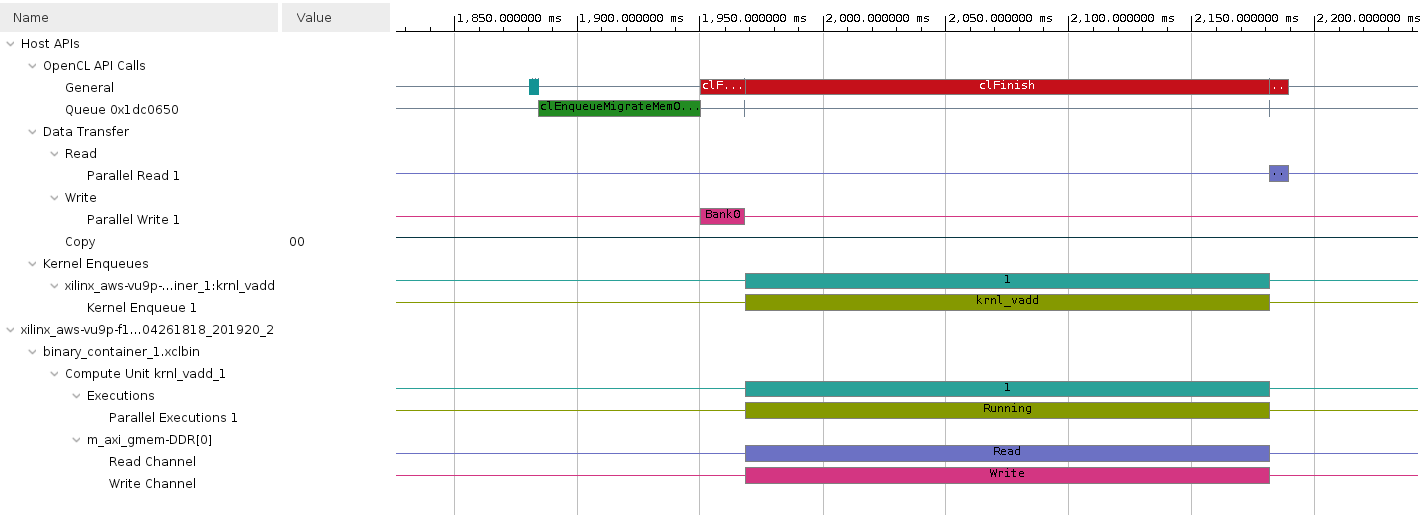 Name Value 1,850.000000 ms 1,900.000000 ms 1,950.000000 ms 2,000.000000 ms 2,050.000000 ms 2,100.000000 ms 2,150.000000 ms 2,200.000000 ms
Host APIs
OpenCL API Calls
General clF... clFinish ..
Queue 0x1dc0650 clEnqueueMigrateMemO...
Data Transfer
Read
Parallel Read 1 ..
Write
Parallel Write 1 Bank0
Copy 00
Kernel Enqueues
xilinx_aws-vu9p-...iner_1:krnl_vadd 1
Kernel Enqueue 1 krnl_vadd
xilinx_aws-vu9p-f1...04261818_201920_2
binary_container_1.xclbin
Compute Unit krnl_vadd_1
Executions 1
Parallel Executions 1 Running
m_axi_gmem-DDR[0]
Read Channel Read
Write Channel Write